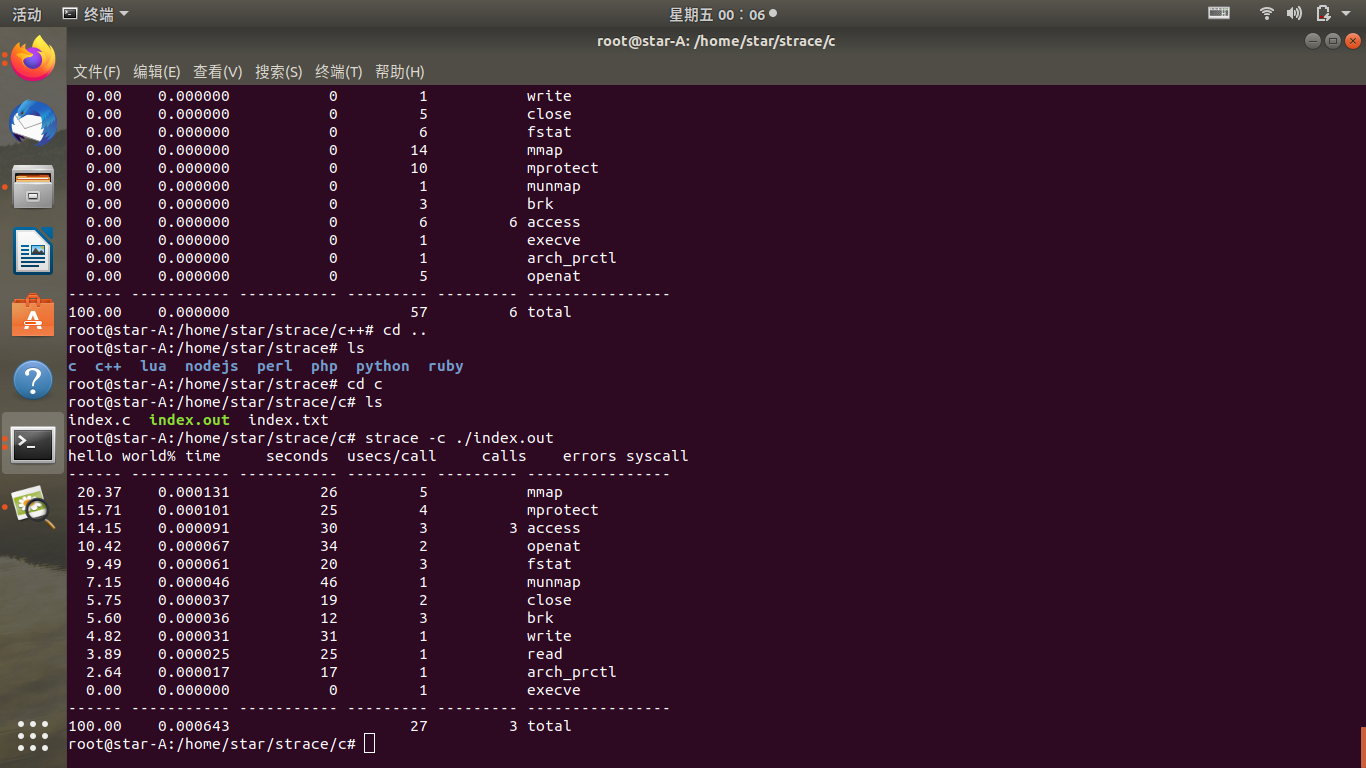 活动 终端 星期五 00：06
root@star-A: /home/star/strace/c
文件(F) 编辑(E) 查看(V) 搜索(S) 终端(T) 帮助(H)
0.00 0.000000 0 1 write
0.00 0.000000 0 5 close
0.00 0.000000 0 6 fstat
0.00 0.000000 0 14 mmap
0.00 0.000000 0 10 mprotect
0.00 0.000000 0 1 munmap
0.00 0.000000 0 3 brk
0.00 0.000000 0 6 6 access
0.00 0.000000 0 1 execve
0.00 0.000000 0 1 arch_prctl
0.00 0.000000 0 5 openat
------ ----------- ----------- --------- --------- ----------------
100.00 0.000000 57 6 total
root@star-A:/home/star/strace/c++# cd ..
root@star-A:/home/star/strace# ls
c c++ lua nodejs perl php python ruby
root@star-A:/home/star/strace# cd c
root@star-A:/home/star/strace/c# ls
index.c index.out index.txt
root@star-A:/home/star/strace/c# strace -c ./index.out
hello world% time seconds usecs/call calls errors syscall
------ ----------- ----------- --------- --------- ----------------
20.37 0.000131 26 5 mmap
15.71 0.000101 25 4 mprotect
14.15 0.000091 30 3 3 access
10.42 0.000067 34 2 openat
9.49 0.000061 20 3 fstat
7.15 0.000046 46 1 munmap
5.75 0.000037 19 2 close
5.60 0.000036 12 3 brk
4.82 0.000031 31 1 write
3.89 0.000025 25 1 read
2.64 0.000017 17 1 arch_prctl
0.00 0.000000 0 1 execve
------ ----------- ----------- --------- --------- ----------------
100.00 0.000643 27 3 total
root@star-A:/home/star/strace/c#